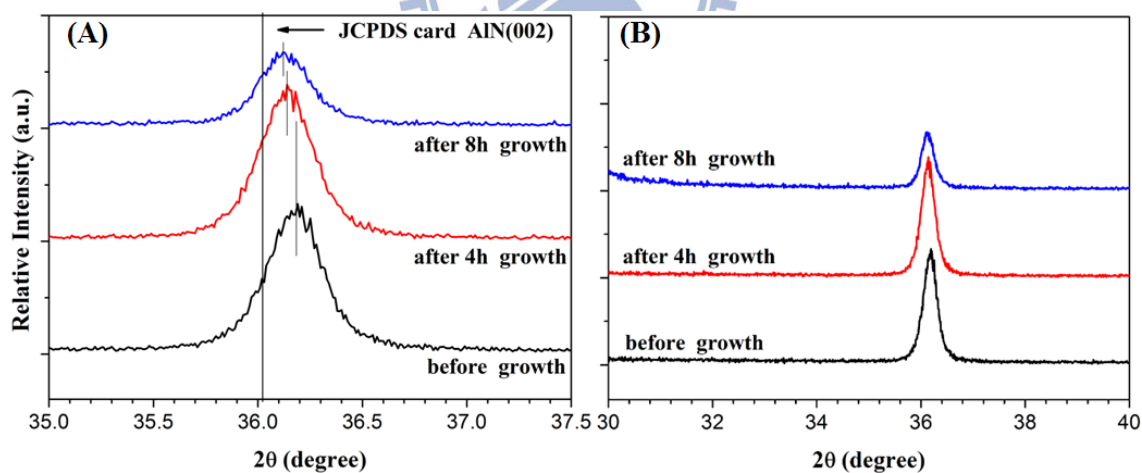 (A)
JCPDS card AlN(002)
after 8h growth
after 4h growth
before growth
Relative Intensity (a.u.)
35.0 35.5 36.0 36.5 37.0 37.5
2θ (degree)
(B)
after 8h growth
after 4h growth
before growth
30 32 34 36 38 40
2θ (degree)